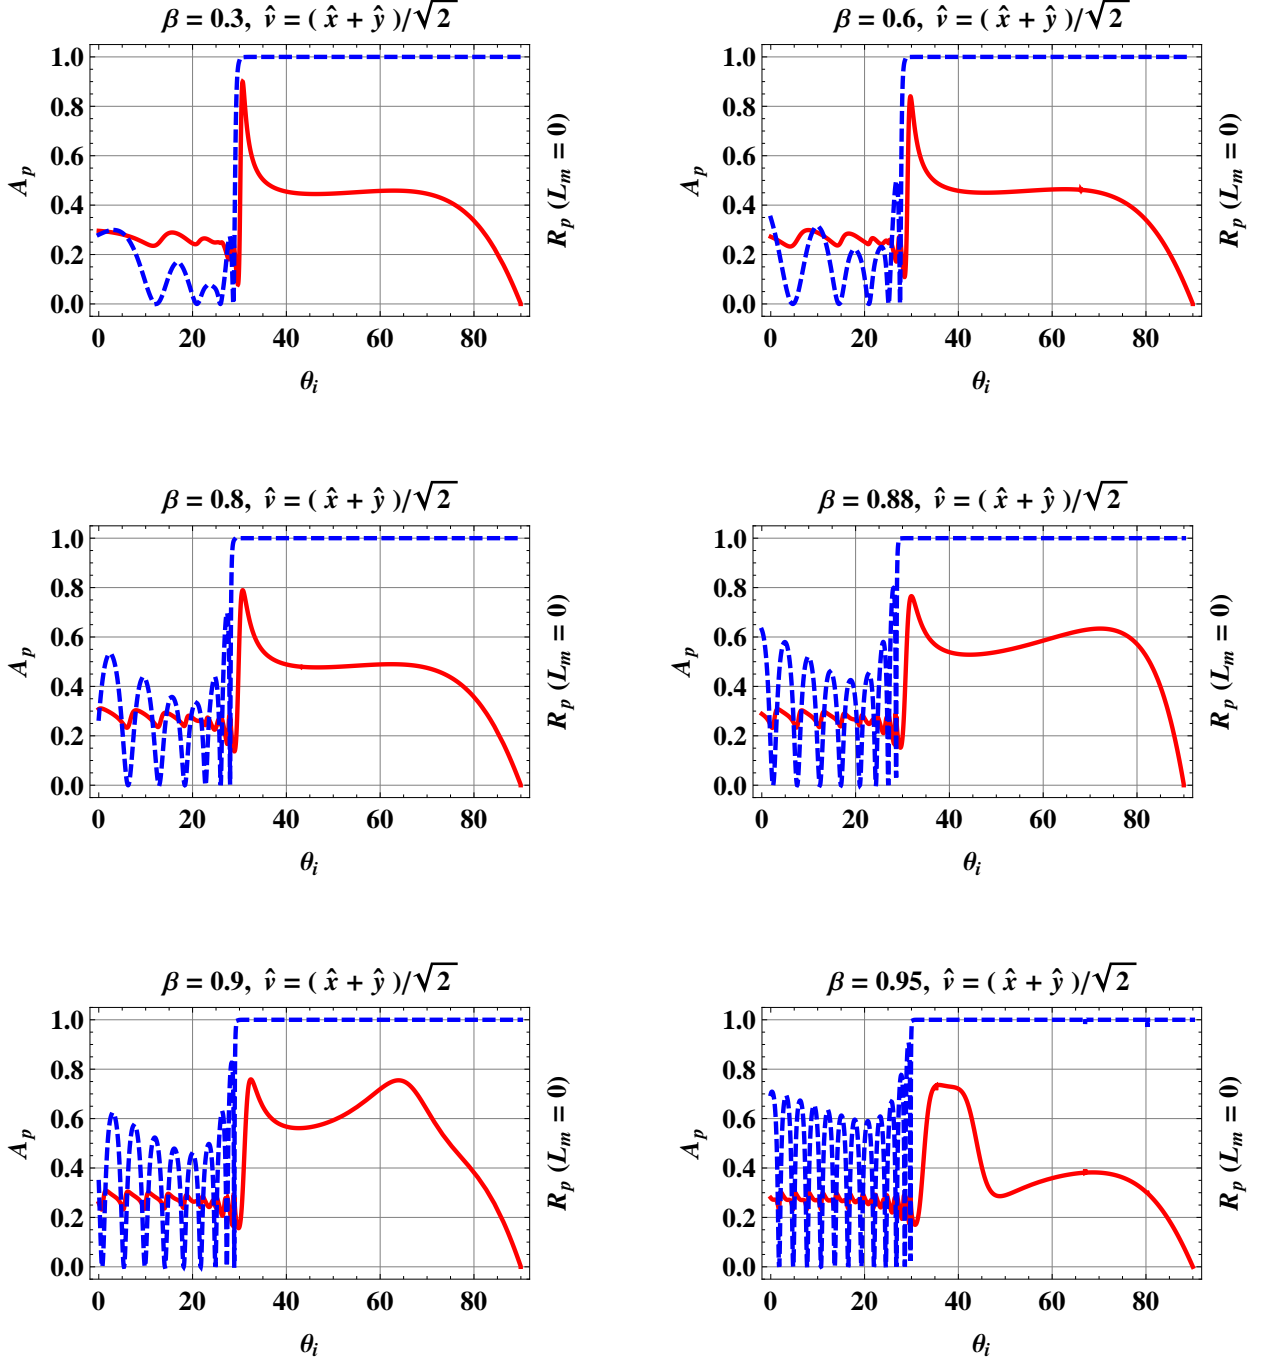 β = 0.3, v̂ = ( x̂ + ŷ )/√2
1.0
0.8
0.6
0.4
0.2
0.0
A_p
R_p (L_m = 0)
0 20 40 60 80
θ_i
β = 0.6, v̂ = ( x̂ + ŷ )/√2
1.0
0.8
0.6
0.4
0.2
0.0
A_p
R_p (L_m = 0)
0 20 40 60 80
θ_i
β = 0.8, v̂ = ( x̂ + ŷ )/√2
1.0
0.8
0.6
0.4
0.2
0.0
A_p
R_p (L_m = 0)
0 20 40 60 80
θ_i
β = 0.88, v̂ = ( x̂ + ŷ )/√2
1.0
0.8
0.6
0.4
0.2
0.0
A_p
R_p (L_m = 0)
0 20 40 60 80
θ_i
β = 0.9, v̂ = ( x̂ + ŷ )/√2
1.0
0.8
0.6
0.4
0.2
0.0
A_p
R_p (L_m = 0)
0 20 40 60 80
θ_i
β = 0.95, v̂ = ( x̂ + ŷ )/√2
1.0
0.8
0.6
0.4
0.2
0.0
A_p
R_p (L_m = 0)
0 20 40 60 80
θ_i